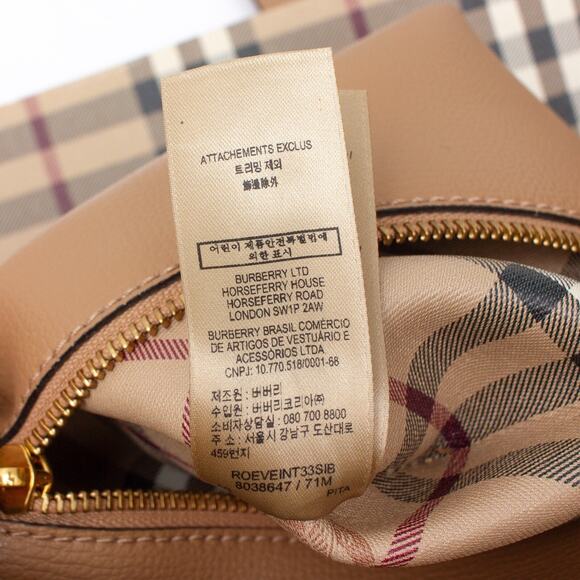 ATTACHEMENTS EXCLUS
트리밍 제외
飾邊除外
어린이 제품안전특별법에
의한 표시
BURBERRY LTD
HORSEFERRY HOUSE
HORSEFERRY ROAD
LONDON SW1P 2AW
BURBERRY BRASIL COMÉRCIO
DE ARTIGOS DE VESTUÁRIO E
ACESSÓRIOS LTDA
CNPJ: 10.770.518/0001-68
제조원 : 버버리
수입원 : 버버리코리아㈜
소비자상담실: 080 700 8800
주 소 : 서울시 강남구 도산대로
459번지
ROEVEINT33SIB
8038647 / 71M
PITA